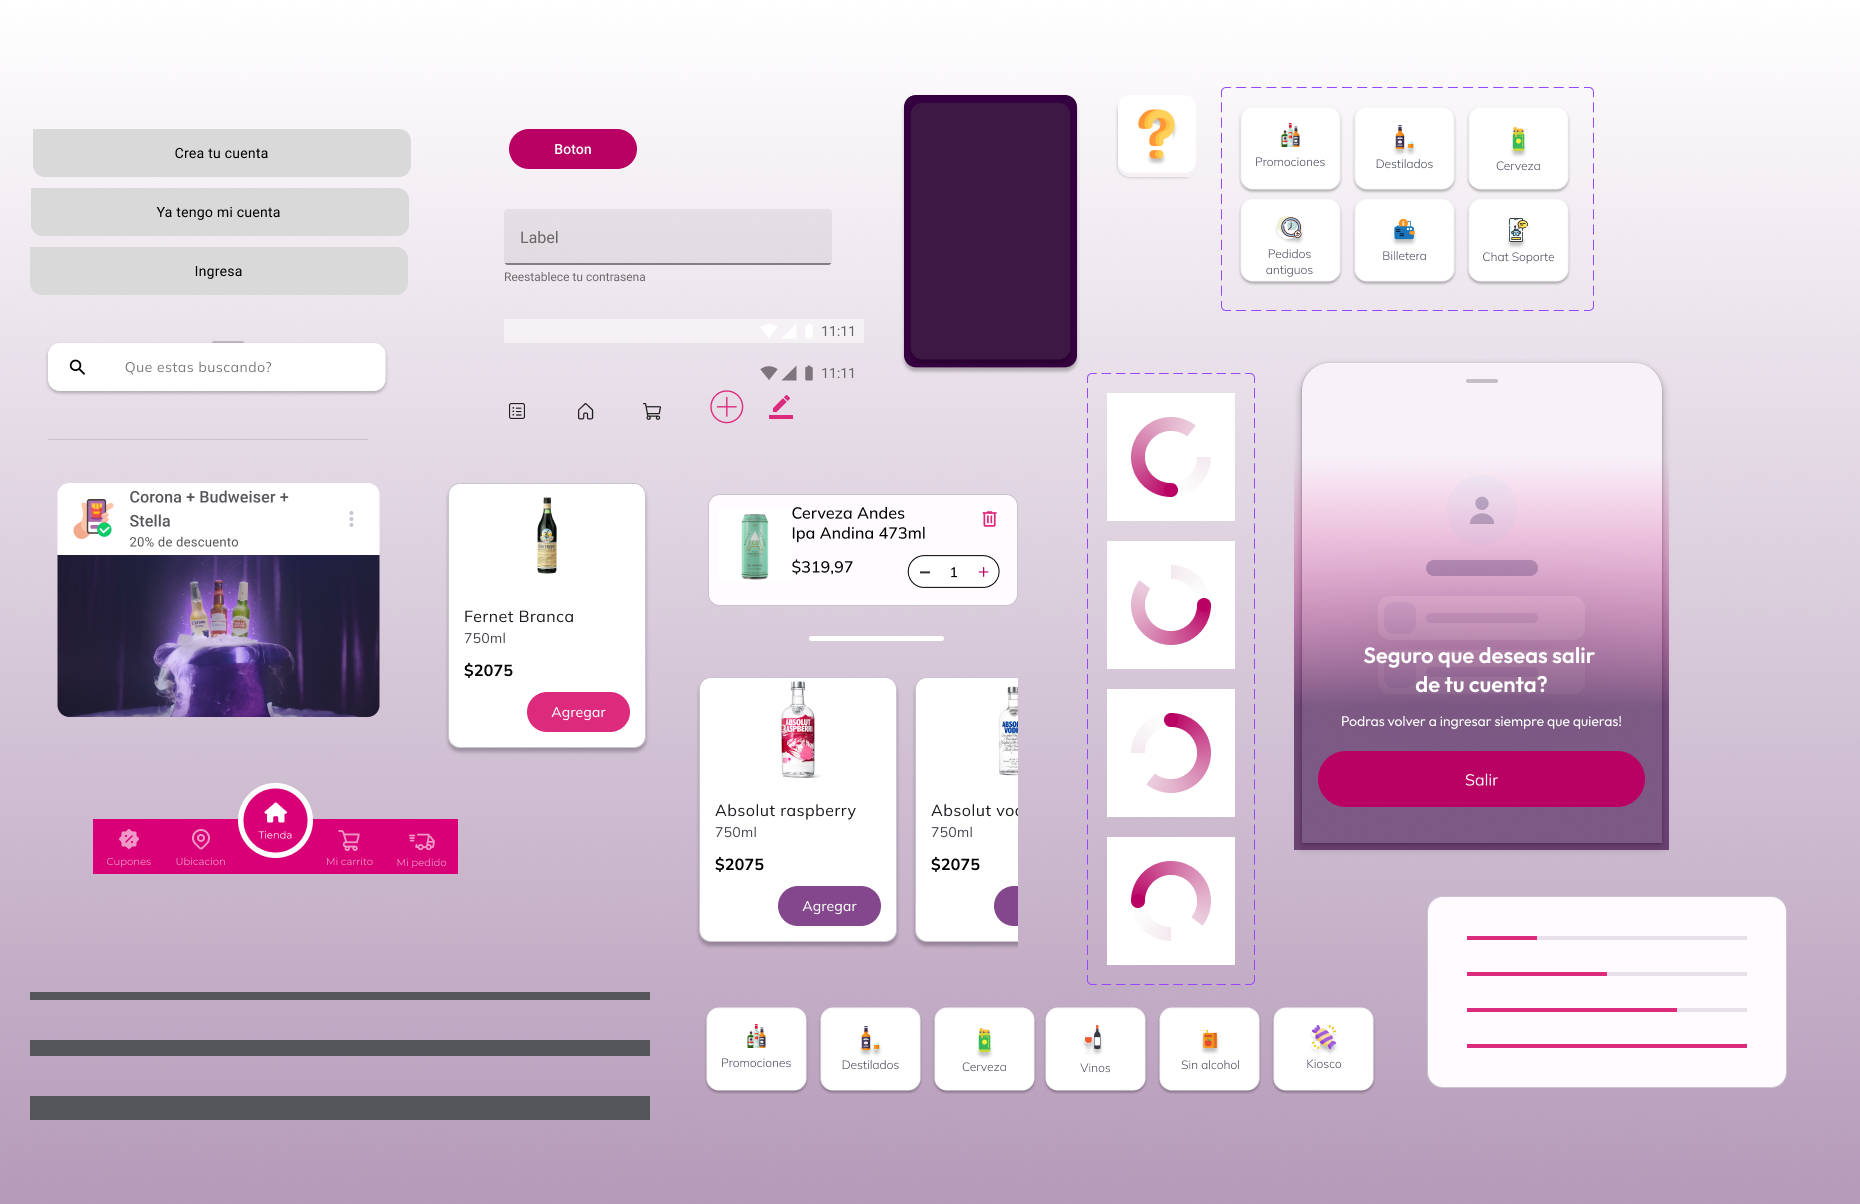 Crea tu cuenta
Ya tengo mi cuenta
Ingresa
Que estas buscando?
Boton
Label
Reestablece tu contrasena
11:11
11:11
Promociones
Destilados
Cerveza
Pedidos
antiguos
Billetera
Chat Soporte
Corona + Budweiser +
Stella
20% de descuento
Fernet Branca
750ml
$2075
Agregar
Cerveza Andes
Ipa Andina 473ml
$319,97
1
ABSOLUT
RASPBERRI
Absolut raspberry
750ml
$2075
Agregar
Absolut vod
750ml
$2075
Seguro que deseas salir
de tu cuenta?
Podras volver a ingresar siempre que quieras!
Salir
Cupones
Ubicacion
Tienda
Mi carrito
Mi pedido
Promociones
Destilados
Cerveza
Vinos
Sin alcohol
Kiosco